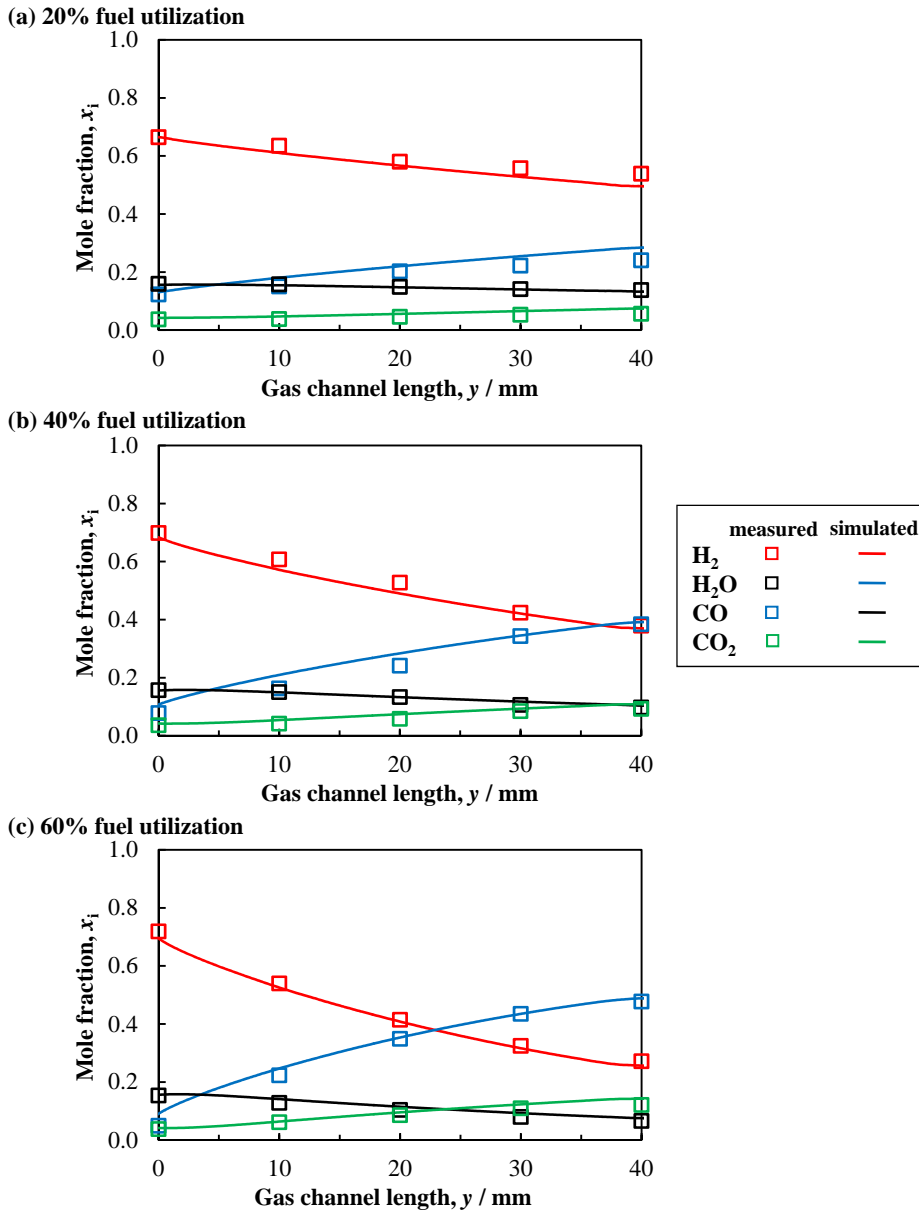 (a) 20% fuel utilization
1.0
0.8
0.6
0.4
0.2
0.0
Mole fraction, xi
0 10 20 30 40
Gas channel length, y / mm
(b) 40% fuel utilization
1.0
0.8
0.6
0.4
0.2
0.0
Mole fraction, xi
0 10 20 30 40
Gas channel length, y / mm
measured simulated
H2
H2O
CO
CO2
(c) 60% fuel utilization
1.0
0.8
0.6
0.4
0.2
0.0
Mole fraction, xi
0 10 20 30 40
Gas channel length, y / mm